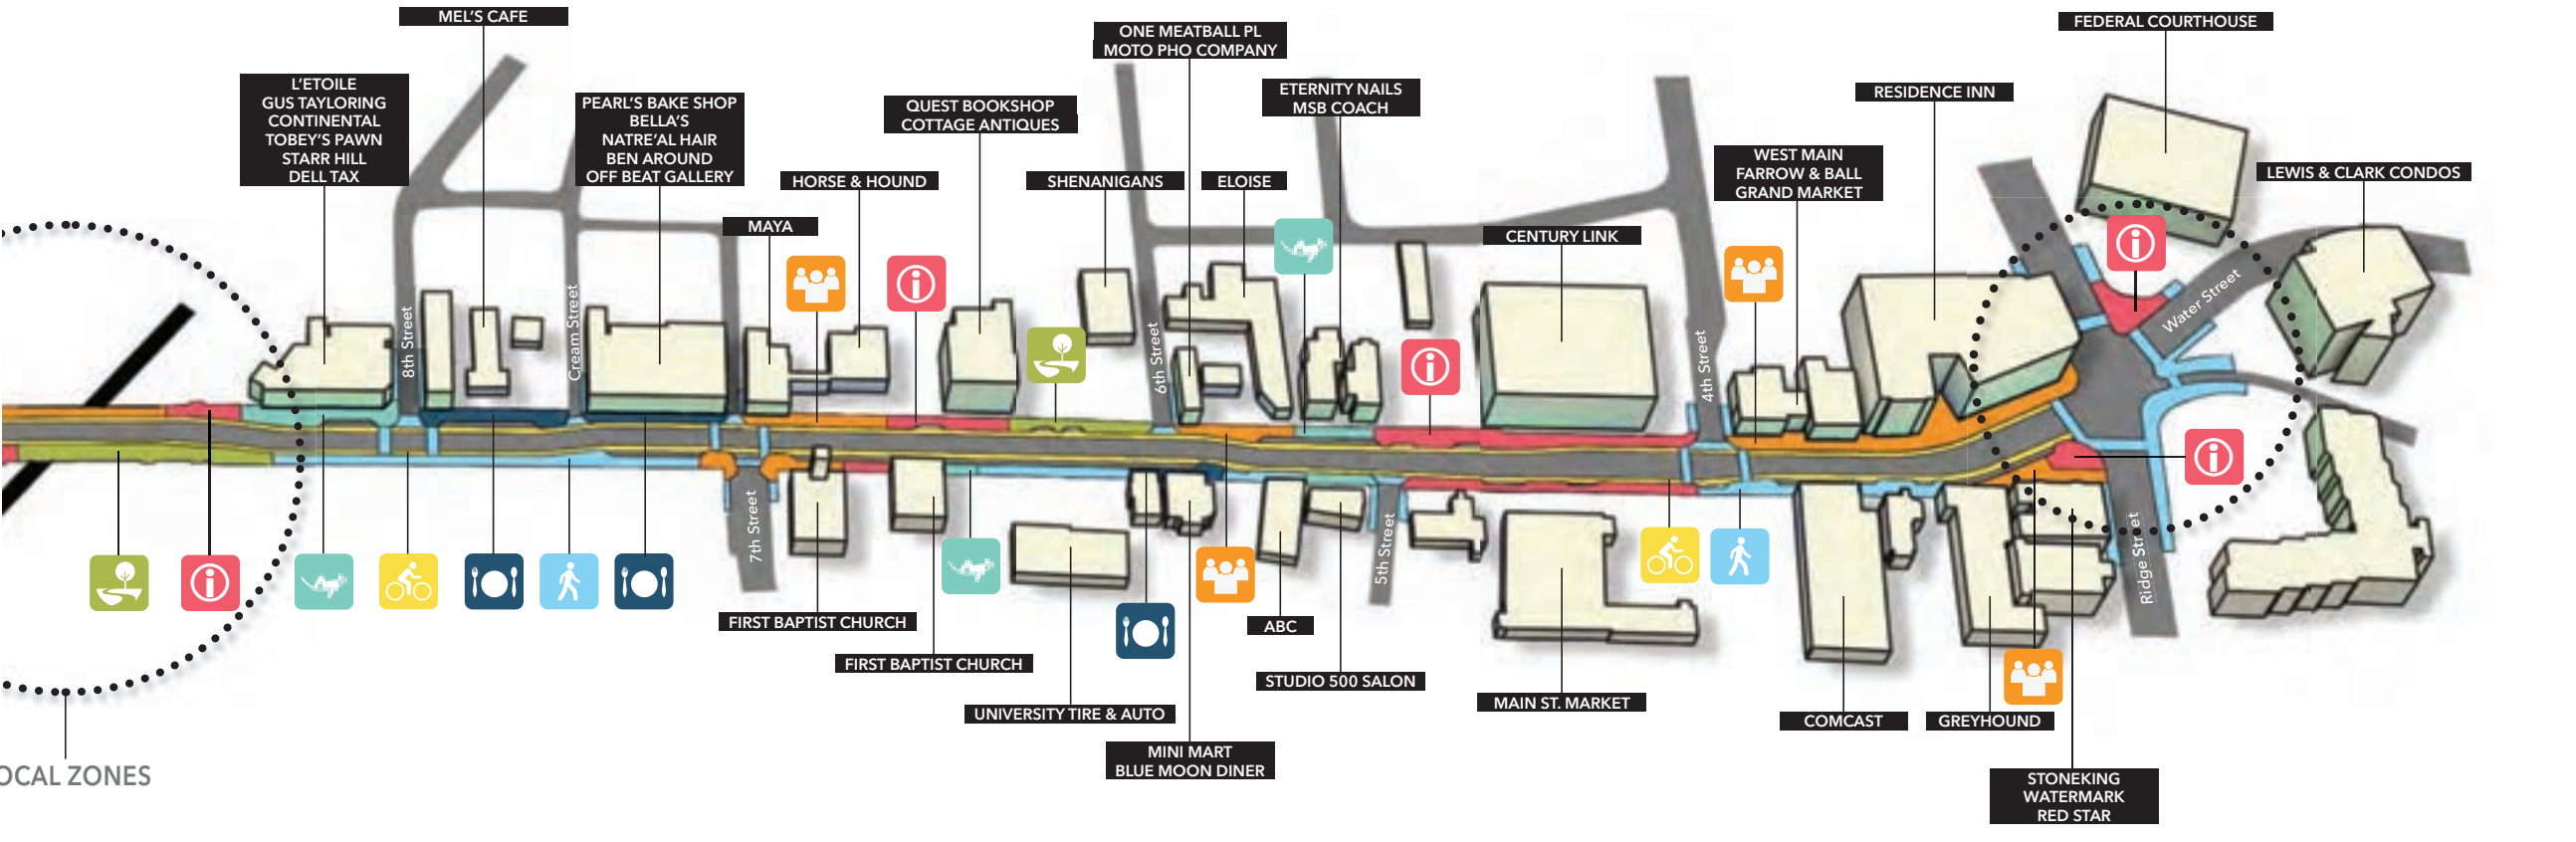 MEL'S CAFE
ONE MEATBALL PL
MOTO PHO COMPANY
FEDERAL COURTHOUSE
L'ETOILE
GUS TAYLORING
CONTINENTAL
TOBEY'S PAWN
STARR HILL
DELL TAX
PEARL'S BAKE SHOP
BELLA'S
NATRE'AL HAIR
BEN AROUND
OFF BEAT GALLERY
QUEST BOOKSHOP
COTTAGE ANTIQUES
ETERNITY NAILS
MSB COACH
RESIDENCE INN
WEST MAIN
FARROW & BALL
GRAND MARKET
HORSE & HOUND
SHENANIGANS
ELOISE
LEWIS & CLARK CONDOS
MAYA
CENTURY LINK
8th Street
Cream Street
6th Street
4th Street
Water Street
7th Street
5th Street
Ridge Street
FIRST BAPTIST CHURCH
ABC
FIRST BAPTIST CHURCH
STUDIO 500 SALON
MAIN ST. MARKET
UNIVERSITY TIRE & AUTO
COMCAST
GREYHOUND
MINI MART
BLUE MOON DINER
STONEKING
WATERMARK
RED STAR
OCAL ZONES